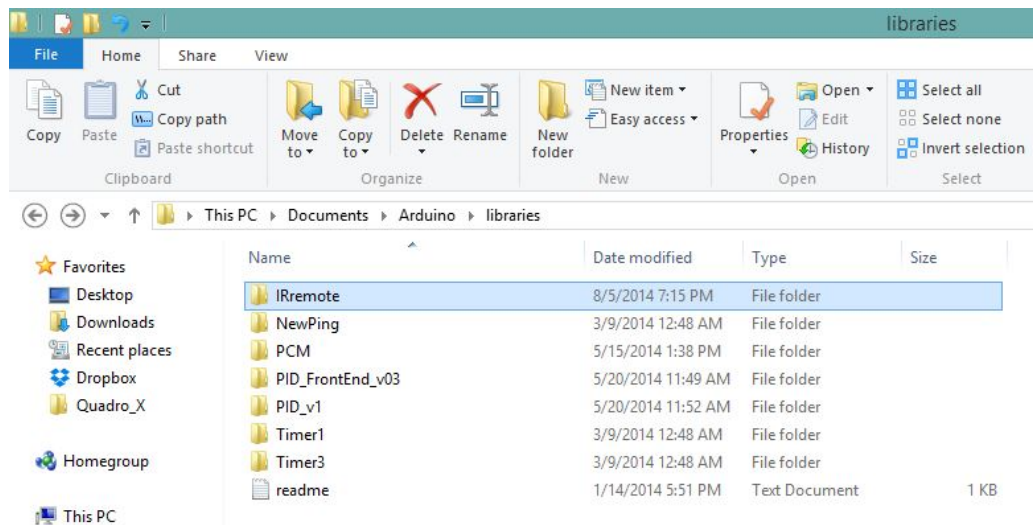 libraries
File Home Share View
Copy
Paste
Cut
Copy path
Paste shortcut
Clipboard
Move to
Copy to
Delete
Rename
Organize
New folder
New item
Easy access
New
Properties
Open
Edit
History
Open
Select all
Select none
Invert selection
Select
This PC Documents Arduino libraries
Favorites
Desktop
Downloads
Recent places
Dropbox
Quadro_X
Homegroup
This PC
Name Date modified Type Size
IRremote 8/5/2014 7:15 PM File folder
NewPing 3/9/2014 12:48 AM File folder
PCM 5/15/2014 1:38 PM File folder
PID_FrontEnd_v03 5/20/2014 11:49 AM File folder
PID_v1 5/20/2014 11:52 AM File folder
Timer1 3/9/2014 12:48 AM File folder
Timer3 3/9/2014 12:48 AM File folder
readme 1/14/2014 5:51 PM Text Document 1 KB